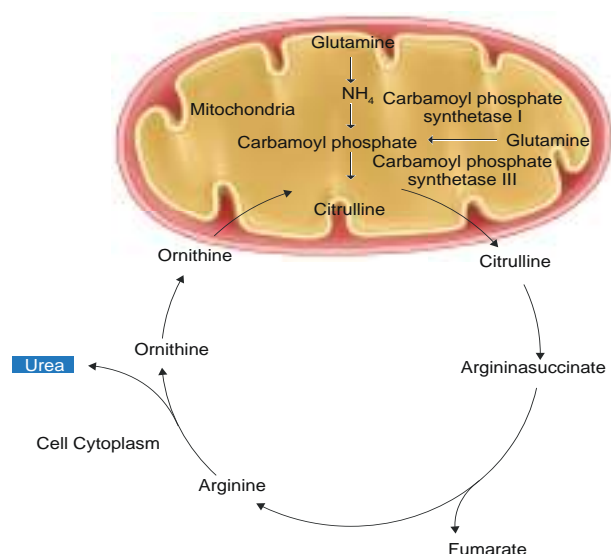 Glutamine
NH4
Mitochondria
Carbamoyl phosphate
synthetase I
Carbamoyl phosphate
Glutamine
Carbamoyl phosphate
synthetase III
Citrulline
Ornithine
Citrulline
Ornithine
Urea
Argininasuccinate
Cell Cytoplasm
Arginine
Fumarate